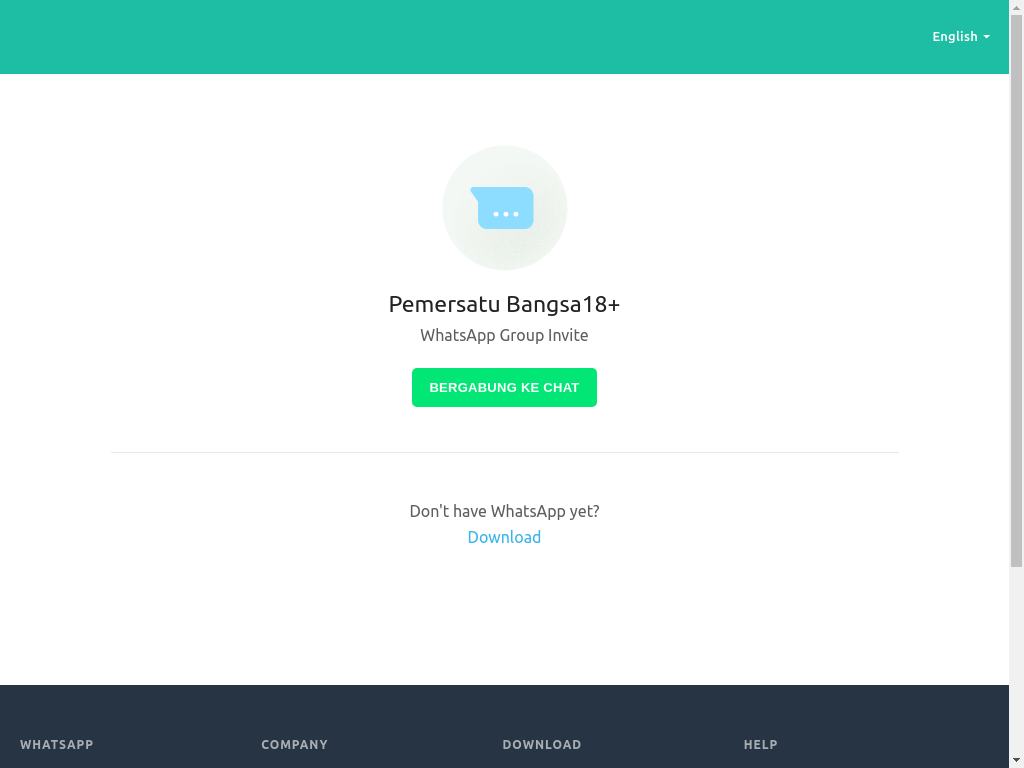 English
Pemersatu Bangsa18+
WhatsApp Group Invite
BERGABUNG KE CHAT
Don't have WhatsApp yet?
Download
WHATSAPP COMPANY DOWNLOAD HELP